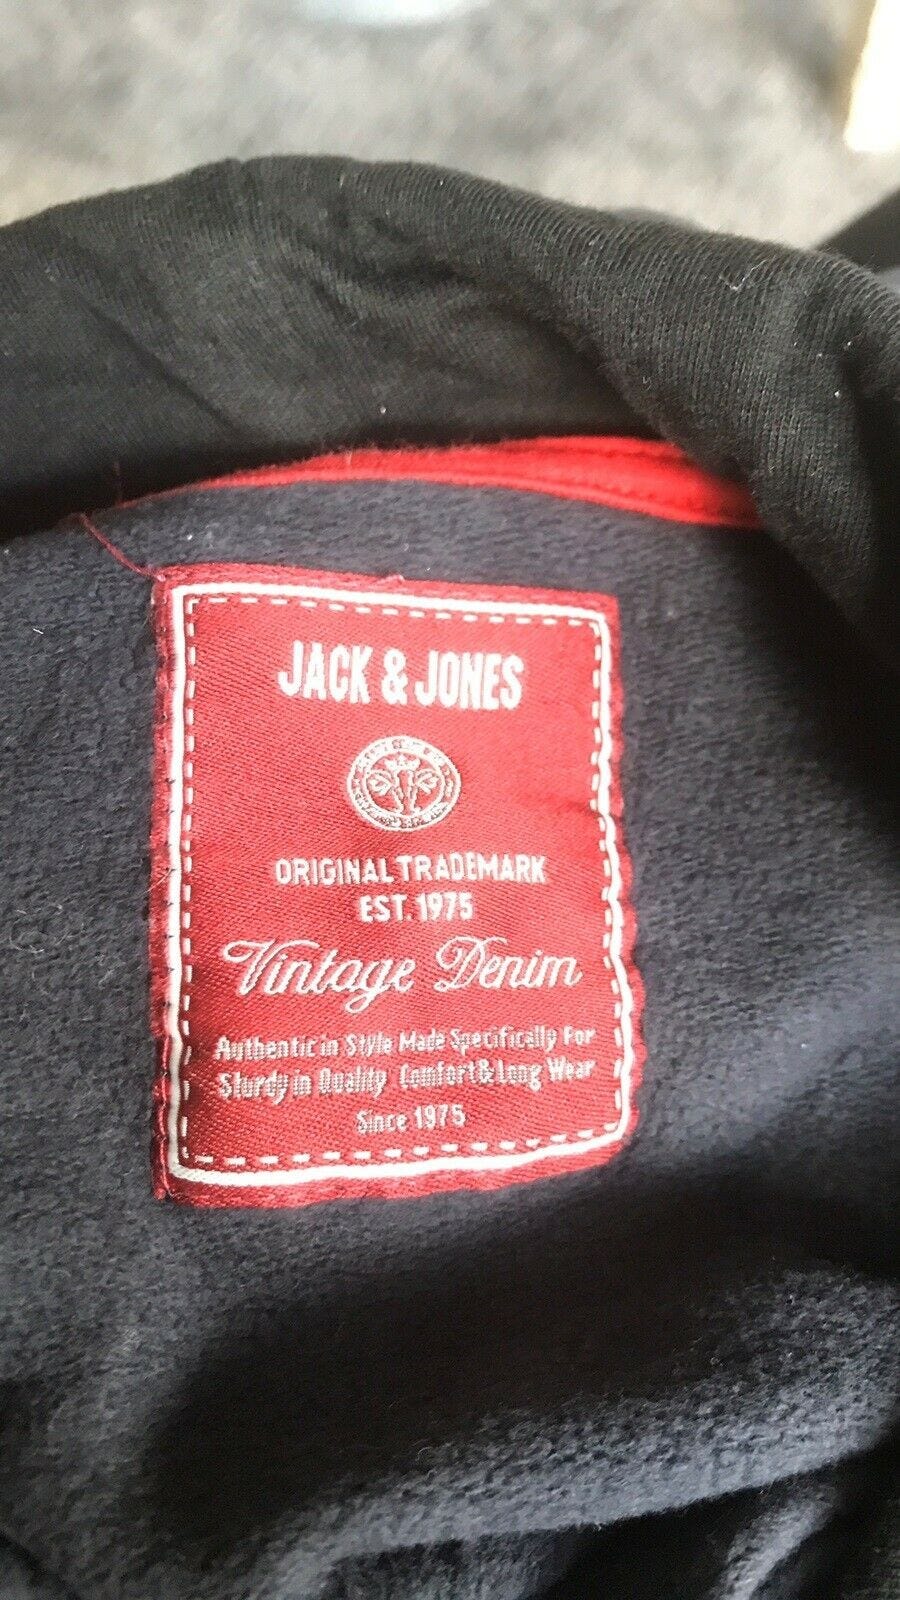 JACK & JONES
ORIGINAL TRADEMARK
EST. 1975
Vintage Denim
Authentic in Style Made Specifically For
Sturdy in Quality Comfort & Long Wear
Since 1975